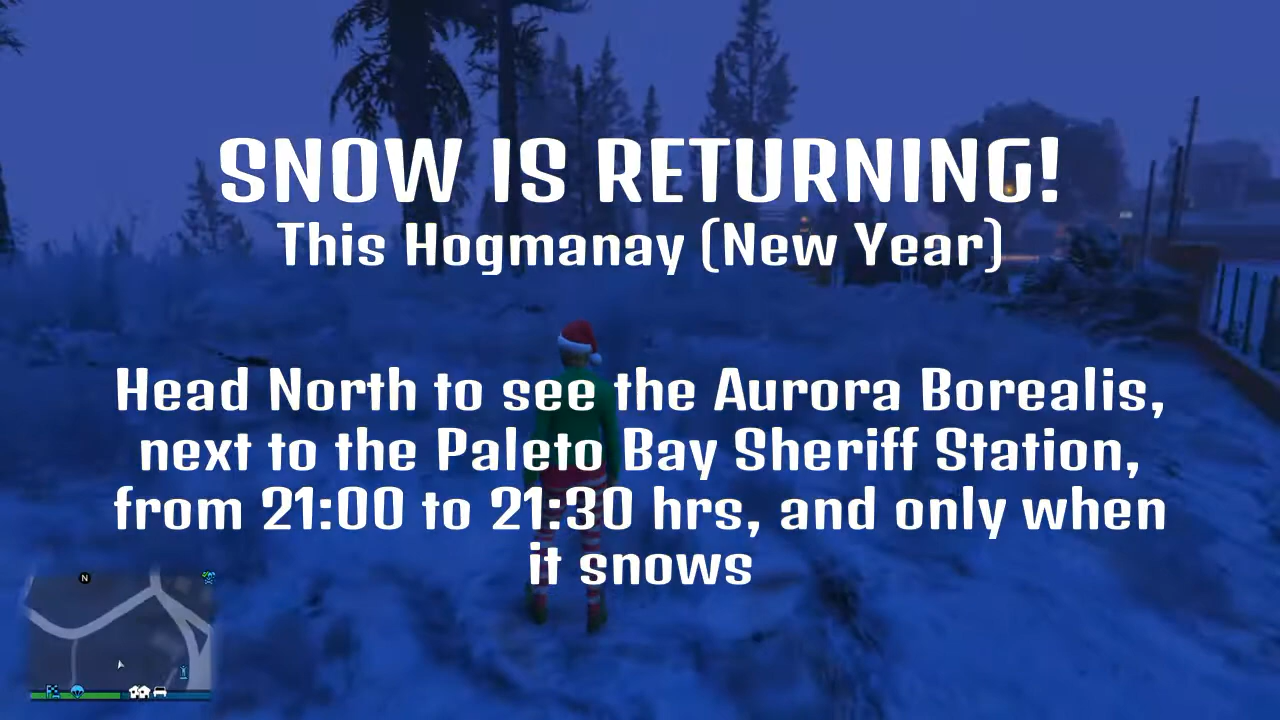 SNOW IS RETURNING!
This Hogmanay (New Year)
Head North to see the Aurora Borealis,
next to the Paleto Bay Sheriff Station,
from 21:00 to 21:30 hrs, and only when
it snows
N